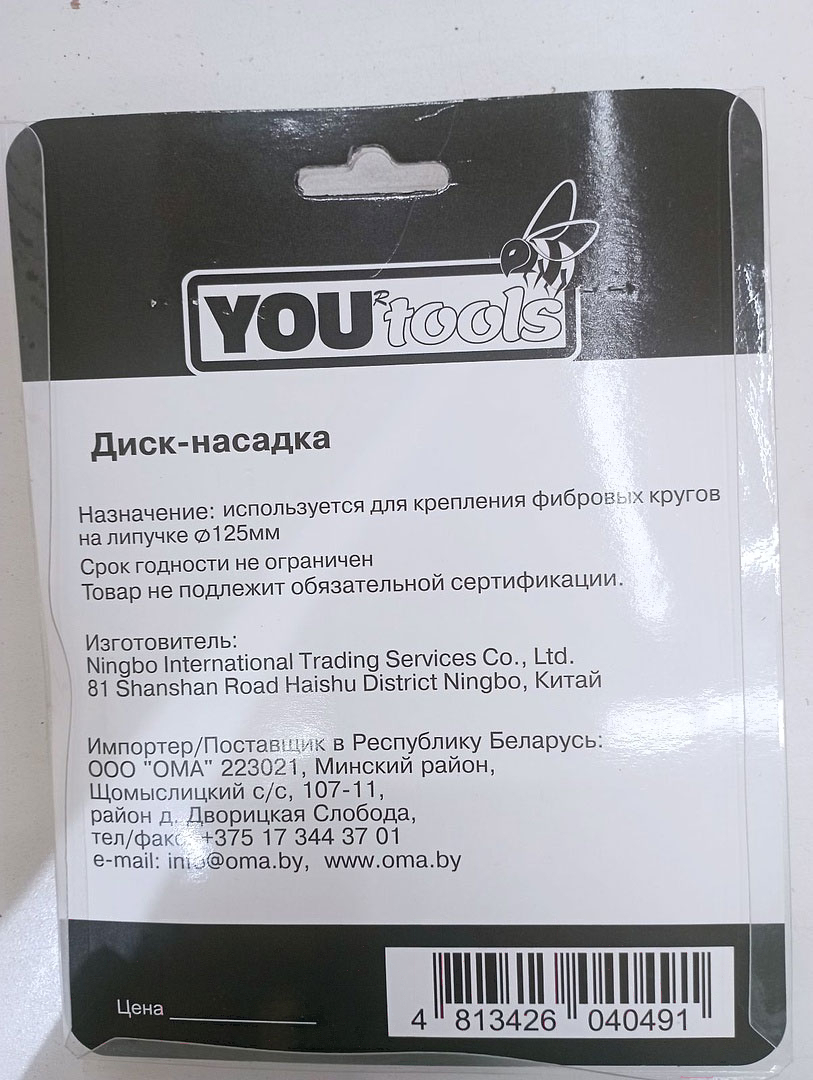 YOURtools
Диск-насадка
Назначение: используется для крепления фибровых кругов
на липучке ⌀125мм
Срок годности не ограничен
Товар не подлежит обязательной сертификации.
Изготовитель:
Ningbo International Trading Services Co., Ltd.
81 Shanshan Road Haishu District Ningbo, Китай
Импортер/Поставщик в Республику Беларусь:
ООО "ОМА" 223021, Минский район,
Щомыслицкий с/с, 107-11,
район д. Дворицкая Слобода,
тел/факс +375 17 344 37 01
e-mail: info@oma.by, www.oma.by
Цена
4 813426 040491